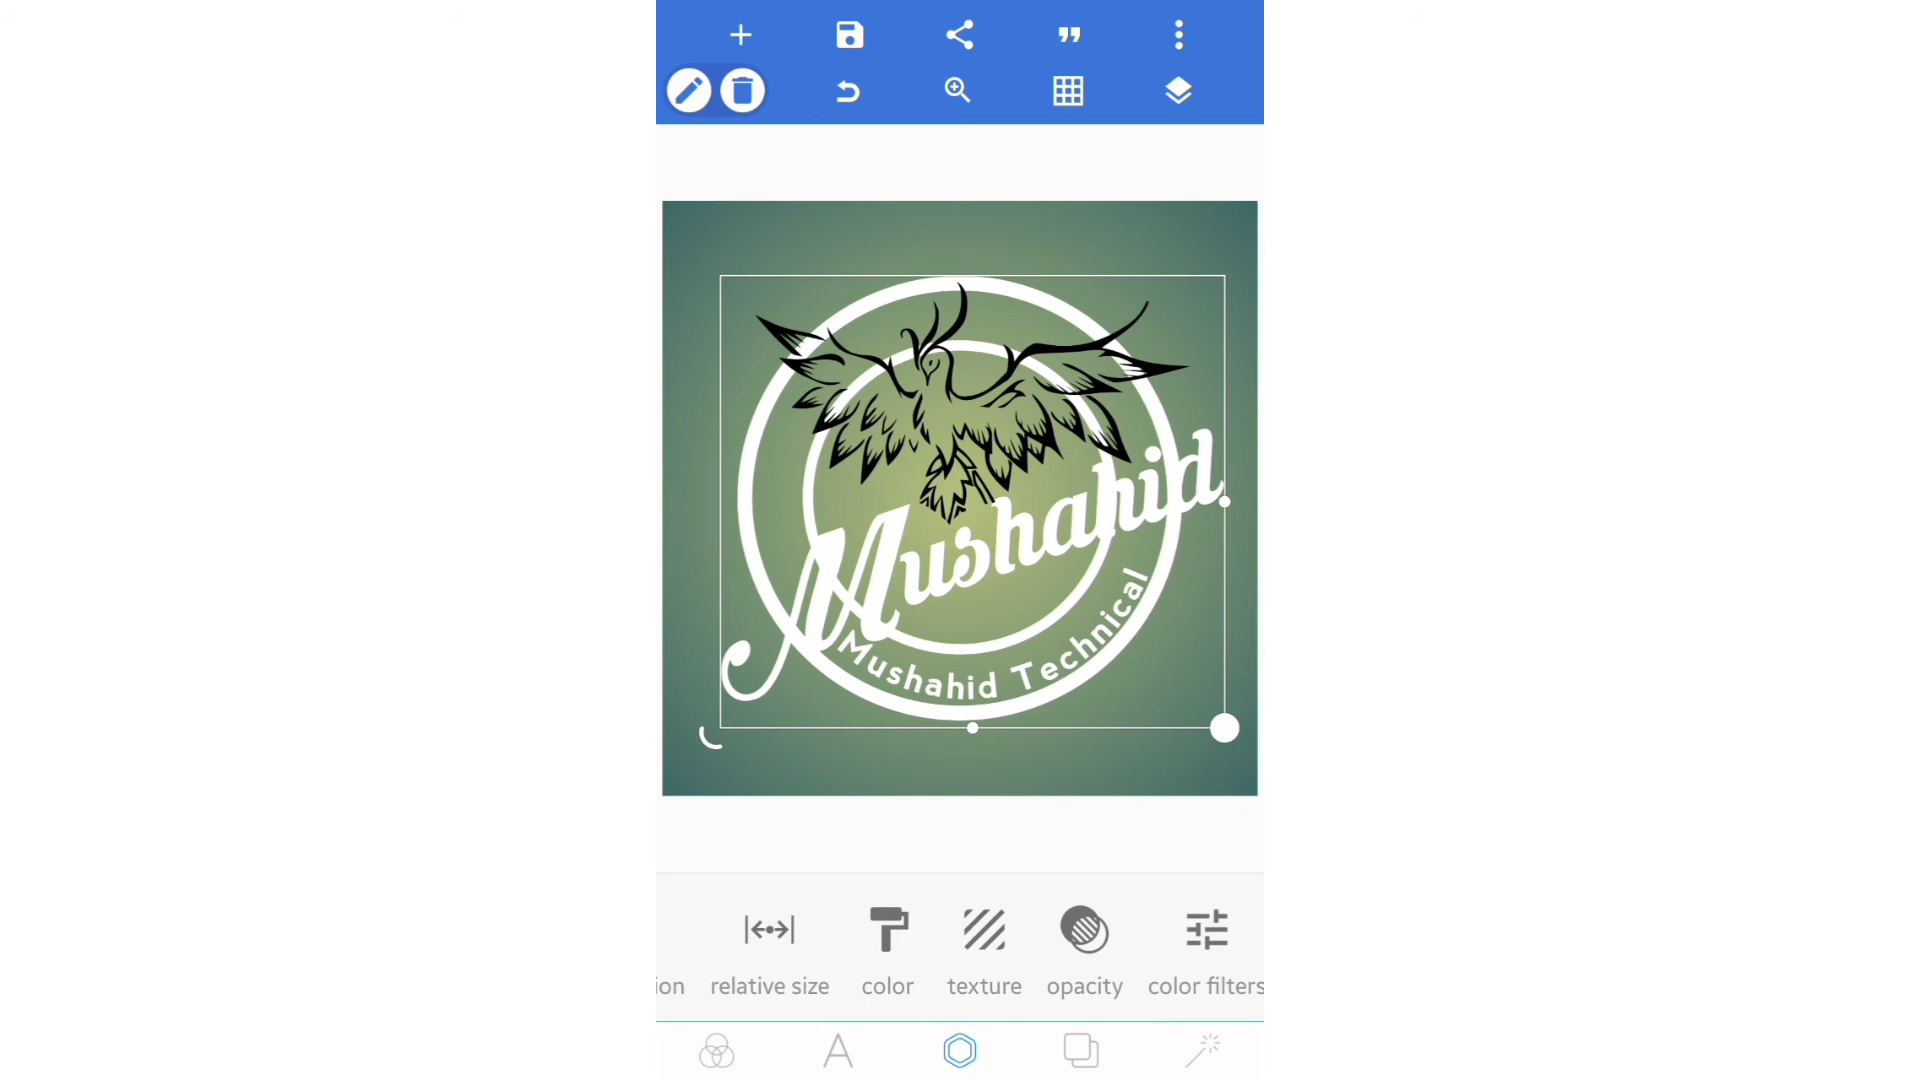 Mushahid
Mushahid Technical
ion relative size color texture opacity color filters